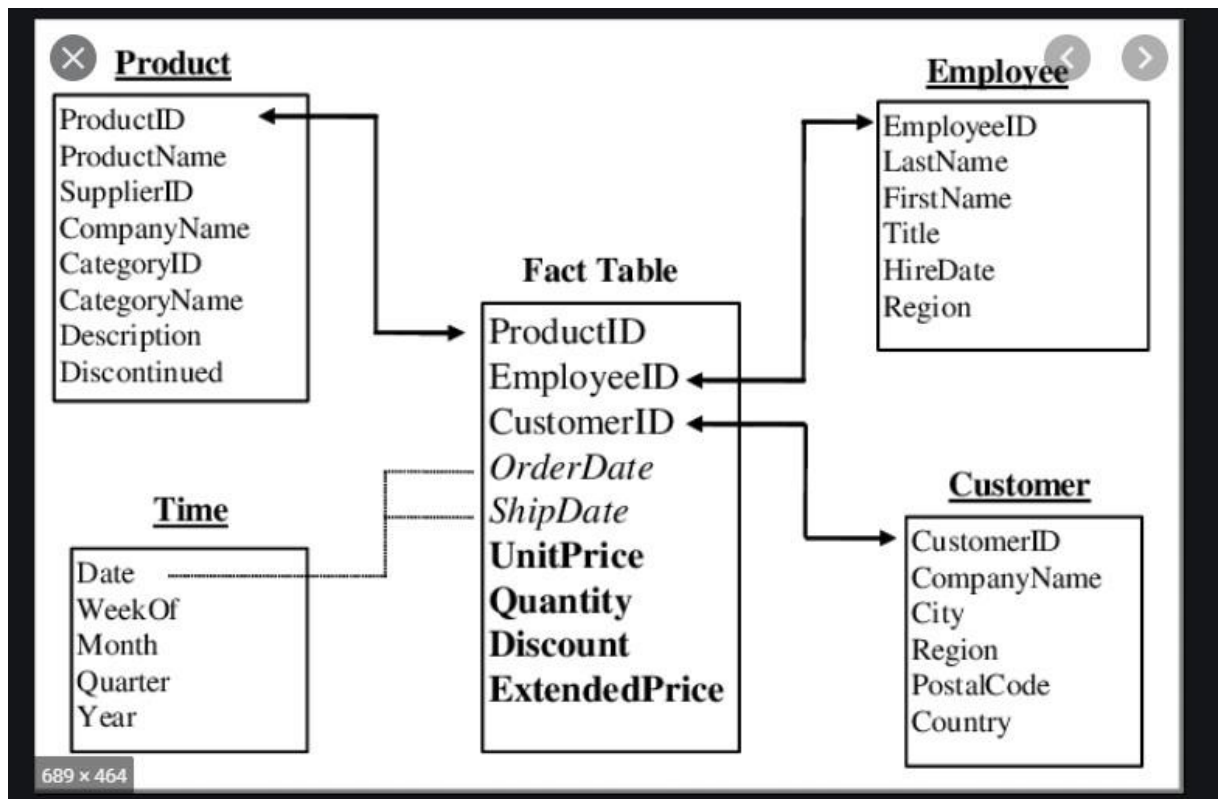 Product
ProductID
ProductName
SupplierID
CompanyName
CategoryID
CategoryName
Description
Discontinued
Employee
EmployeeID
LastName
FirstName
Title
HireDate
Region
Fact Table
ProductID
EmployeeID
CustomerID
OrderDate
ShipDate
UnitPrice
Quantity
Discount
ExtendedPrice
Time
Date
WeekOf
Month
Quarter
Year
Customer
CustomerID
CompanyName
City
Region
PostalCode
Country
689 × 464